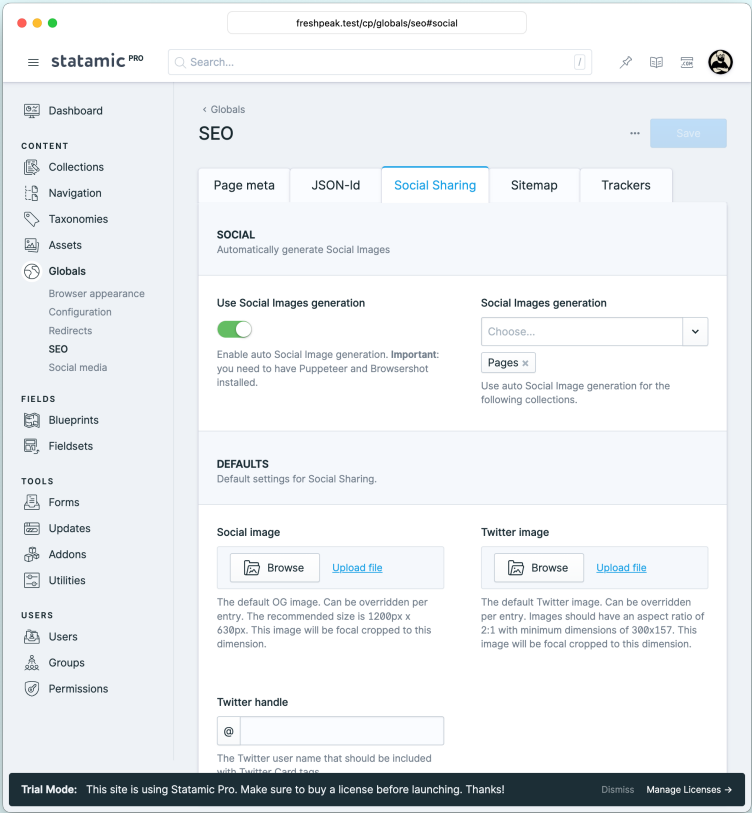 freshpeak.test/cp/globals/seo#social
statamic PRO
Search...
/
.COM
Dashboard
CONTENT
Collections
Navigation
Taxonomies
Assets
Globals
Browser appearance
Configuration
Redirects
SEO
Social media
FIELDS
Blueprints
Fieldsets
TOOLS
Forms
Updates
Addons
Utilities
USERS
Users
Groups
Permissions
‹ Globals
SEO
Save
Page meta
JSON-ld
Social Sharing
Sitemap
Trackers
SOCIAL
Automatically generate Social Images
Use Social Images generation
Enable auto Social Image generation. Important:
you need to have Puppeteer and Browsershot
installed.
Social Images generation
Choose...
Pages ×
Use auto Social Image generation for the
following collections.
DEFAULTS
Default settings for Social Sharing.
Social image
Browse
Upload file
The default OG image. Can be overridden per
entry. The recommended size is 1200px x
630px. This image will be focal cropped to this
dimension.
Twitter image
Browse
Upload file
The default Twitter image. Can be overridden
per entry. Images should have an aspect ratio of
2:1 with minimum dimensions of 300x157. This
image will be focal cropped to this dimension.
Twitter handle
@
The Twitter user name that should be included
with Twitter Card tags.
Trial Mode: This site is using Statamic Pro. Make sure to buy a license before launching. Thanks!
Dismiss
Manage Licenses →